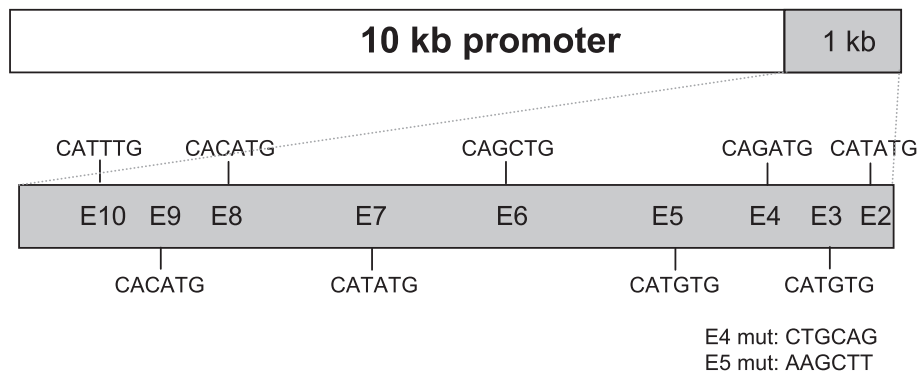 10 kb promoter 1 kb
CATTTG CACATG CAGCTG CAGATG CATATG
E10 E9 E8 E7 E6 E5 E4 E3 E2
CACATG CATATG CATGTG CATGTG
E4 mut: CTGCAG
E5 mut: AAGCTT